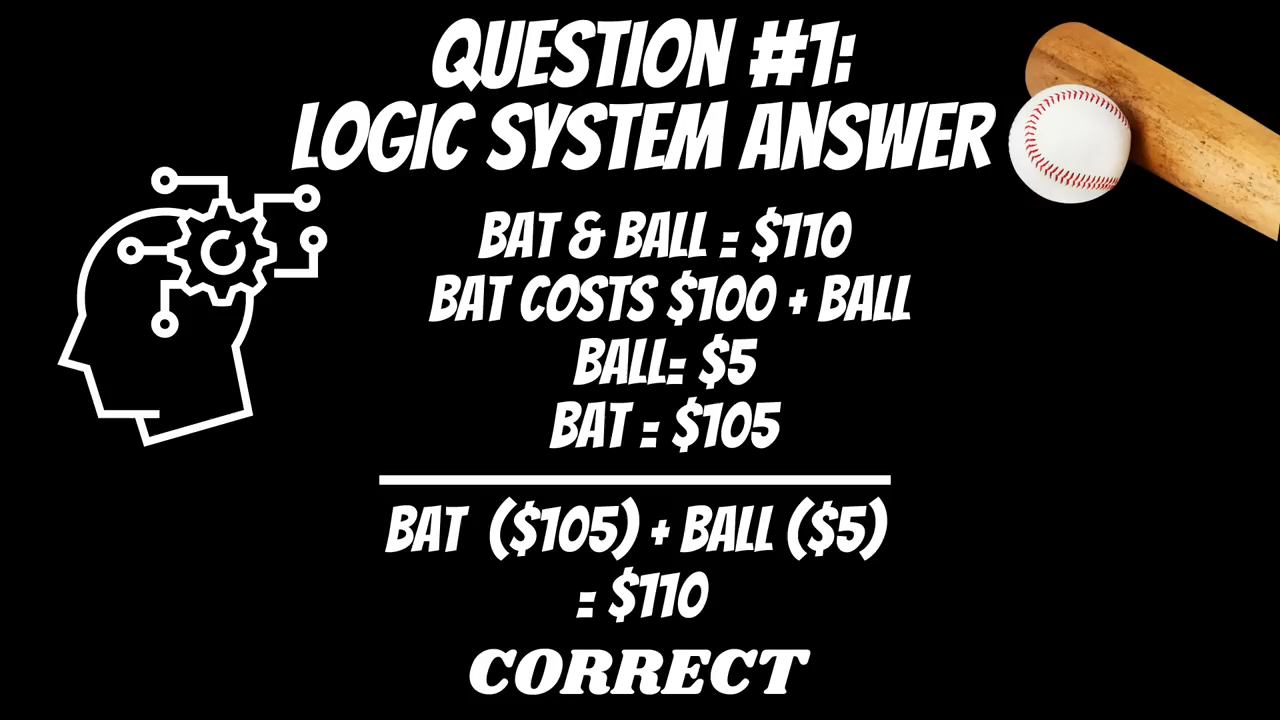 QUESTION #1:
LOGIC SYSTEM ANSWER
BAT & BALL = $110
BAT COSTS $100 + BALL
BALL= $5
BAT = $105
BAT ($105) + BALL ($5)
= $110
CORRECT